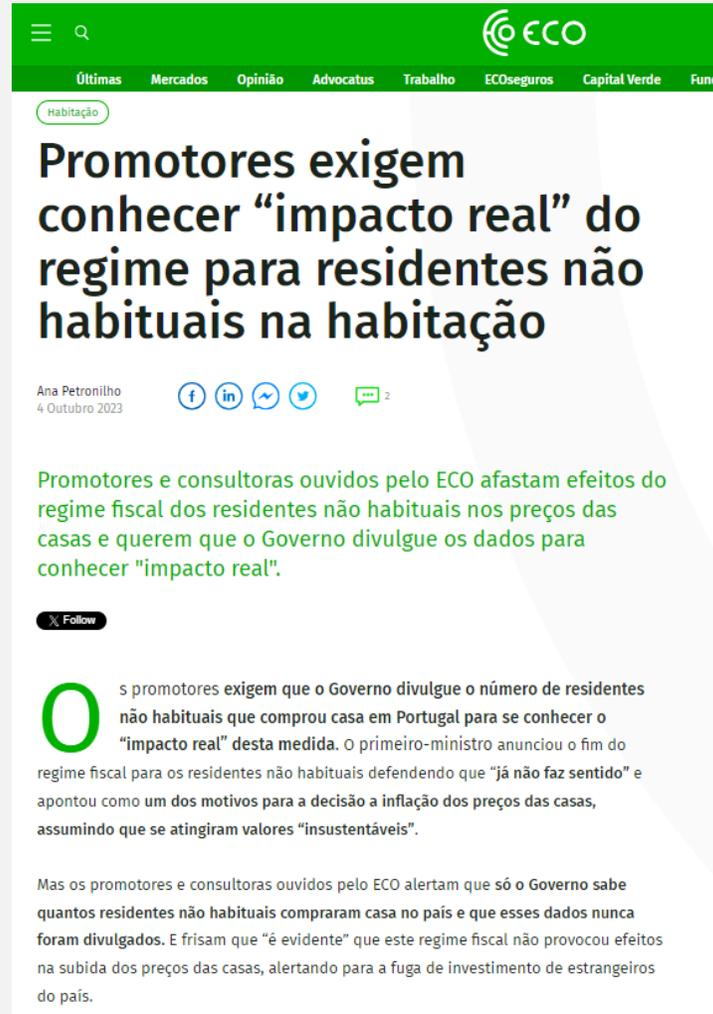 ECO
Últimas Mercados Opinião Advocatus Trabalho ECOseguros Capital Verde Fun
Habitação
Promotores exigem
conhecer “impacto real” do
regime para residentes não
habituais na habitação
Ana Petronilho
4 Outubro 2023
2
Promotores e consultoras ouvidos pelo ECO afastam efeitos do
regime fiscal dos residentes não habituais nos preços das
casas e querem que o Governo divulgue os dados para
conhecer "impacto real".
X Follow
Os promotores exigem que o Governo divulgue o número de residentes
não habituais que comprou casa em Portugal para se conhecer o
“impacto real” desta medida. O primeiro-ministro anunciou o fim do
regime fiscal para os residentes não habituais defendendo que “já não faz sentido” e
apontou como um dos motivos para a decisão a inflação dos preços das casas,
assumindo que se atingiram valores “insustentáveis”.
Mas os promotores e consultoras ouvidos pelo ECO alertam que só o Governo sabe
quantos residentes não habituais compraram casa no país e que esses dados nunca
foram divulgados. E frisam que “é evidente” que este regime fiscal não provocou efeitos
na subida dos preços das casas, alertando para a fuga de investimento de estrangeiros
do país.